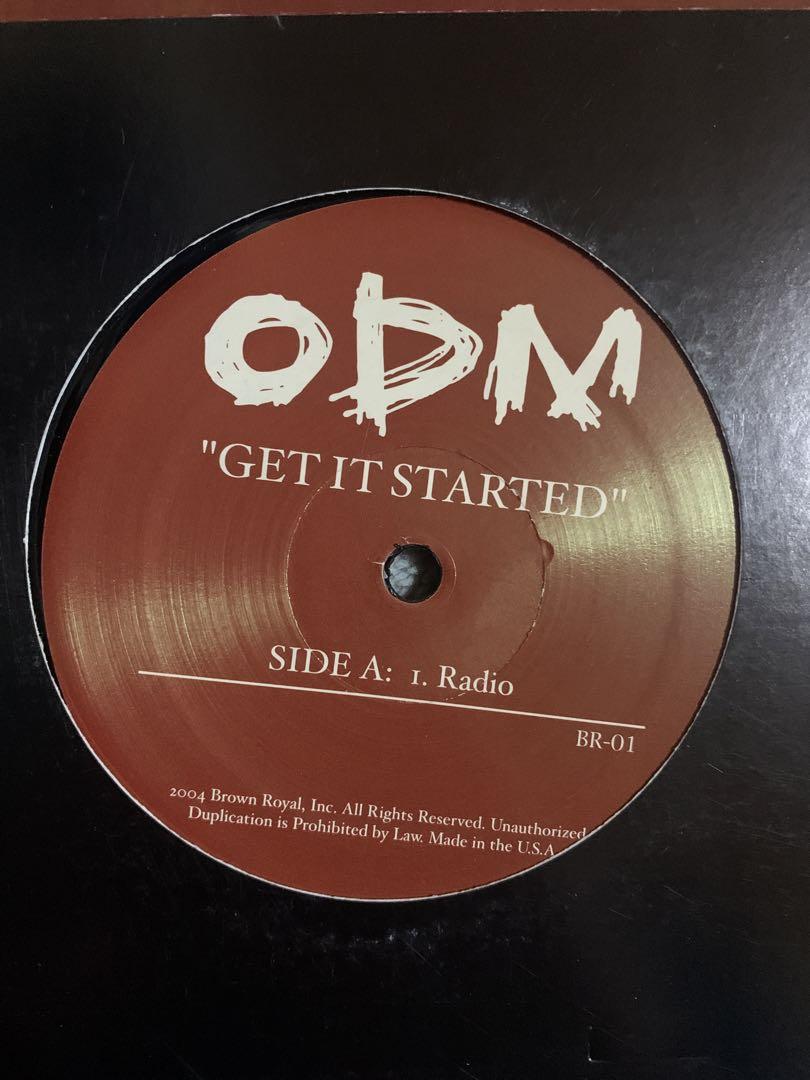 ODM
"GET IT STARTED"
SIDE A: 1. Radio
BR-01
2004 Brown Royal, Inc. All Rights Reserved. Unauthorized
Duplication is Prohibited by Law. Made in the U.S.A